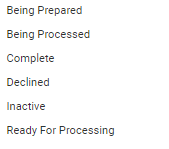 Being Prepared
Being Processed
Complete
Declined
Inactive
Ready For Processing